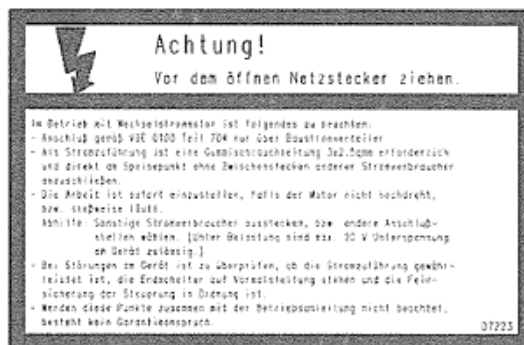 Achtung!
Vor dem öffnen Netzstecker ziehen.
Im Betrieb mit Wechselstrommotor ist folgendes zu beachten:
- Anschluß gemäß VDE 0100 Teil 704 nur über Baustromverteiler
- Als Stromzuführung ist eine Gummischlauchleitung 3x2.5qmm erforderlich
und direkt am Speisepunkt ohne Zwischenstecken anderer Stromverbraucher
anzuschließen.
- Die Arbeit ist sofort einzustellen, falls der Motor nicht hochdreht,
bzw. stoßweise läuft.
Abhilfe: Sonstige Stromverbraucher ausstecken, bzw. andere Anschluß-
stellen wählen. (Unter Belastung sind max. 20 V Unterspannung
am Gerät zulässig.)
- Bei Störungen am Gerät ist zu überprüfen, ob die Stromzuführung gewähr-
leistet ist, die Endschalter auf Normalstellung stehen und die Fein-
sicherung der Steuerung in Ordnung ist.
- Werden diese Punkte zusammen mit der Betriebsanleitung nicht beachtet,
besteht kein Garantieanspruch.
07223